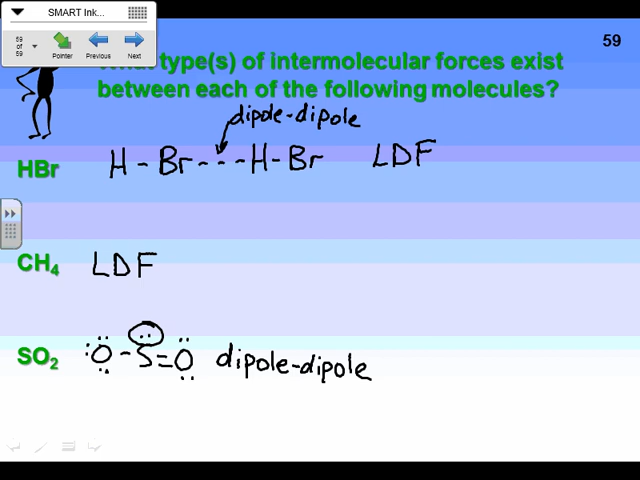 SMART Ink...
59 of 59
Pointer Previous Next
59
type(s) of intermolecular forces exist
between each of the following molecules?
dipole-dipole
HBr H - Br - - - H - Br LDF
CH₄ LDF
SO₂ :O - S = O dipole-dipole